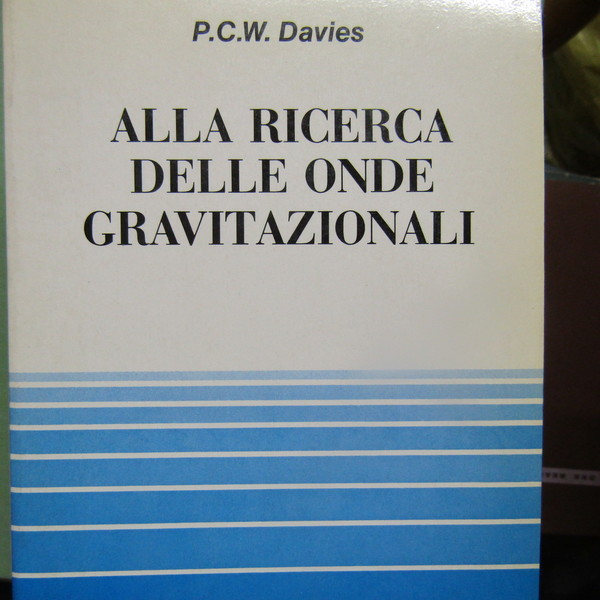 P.C.W. Davies
ALLA RICERCA
DELLE ONDE
GRAVITAZIONALI